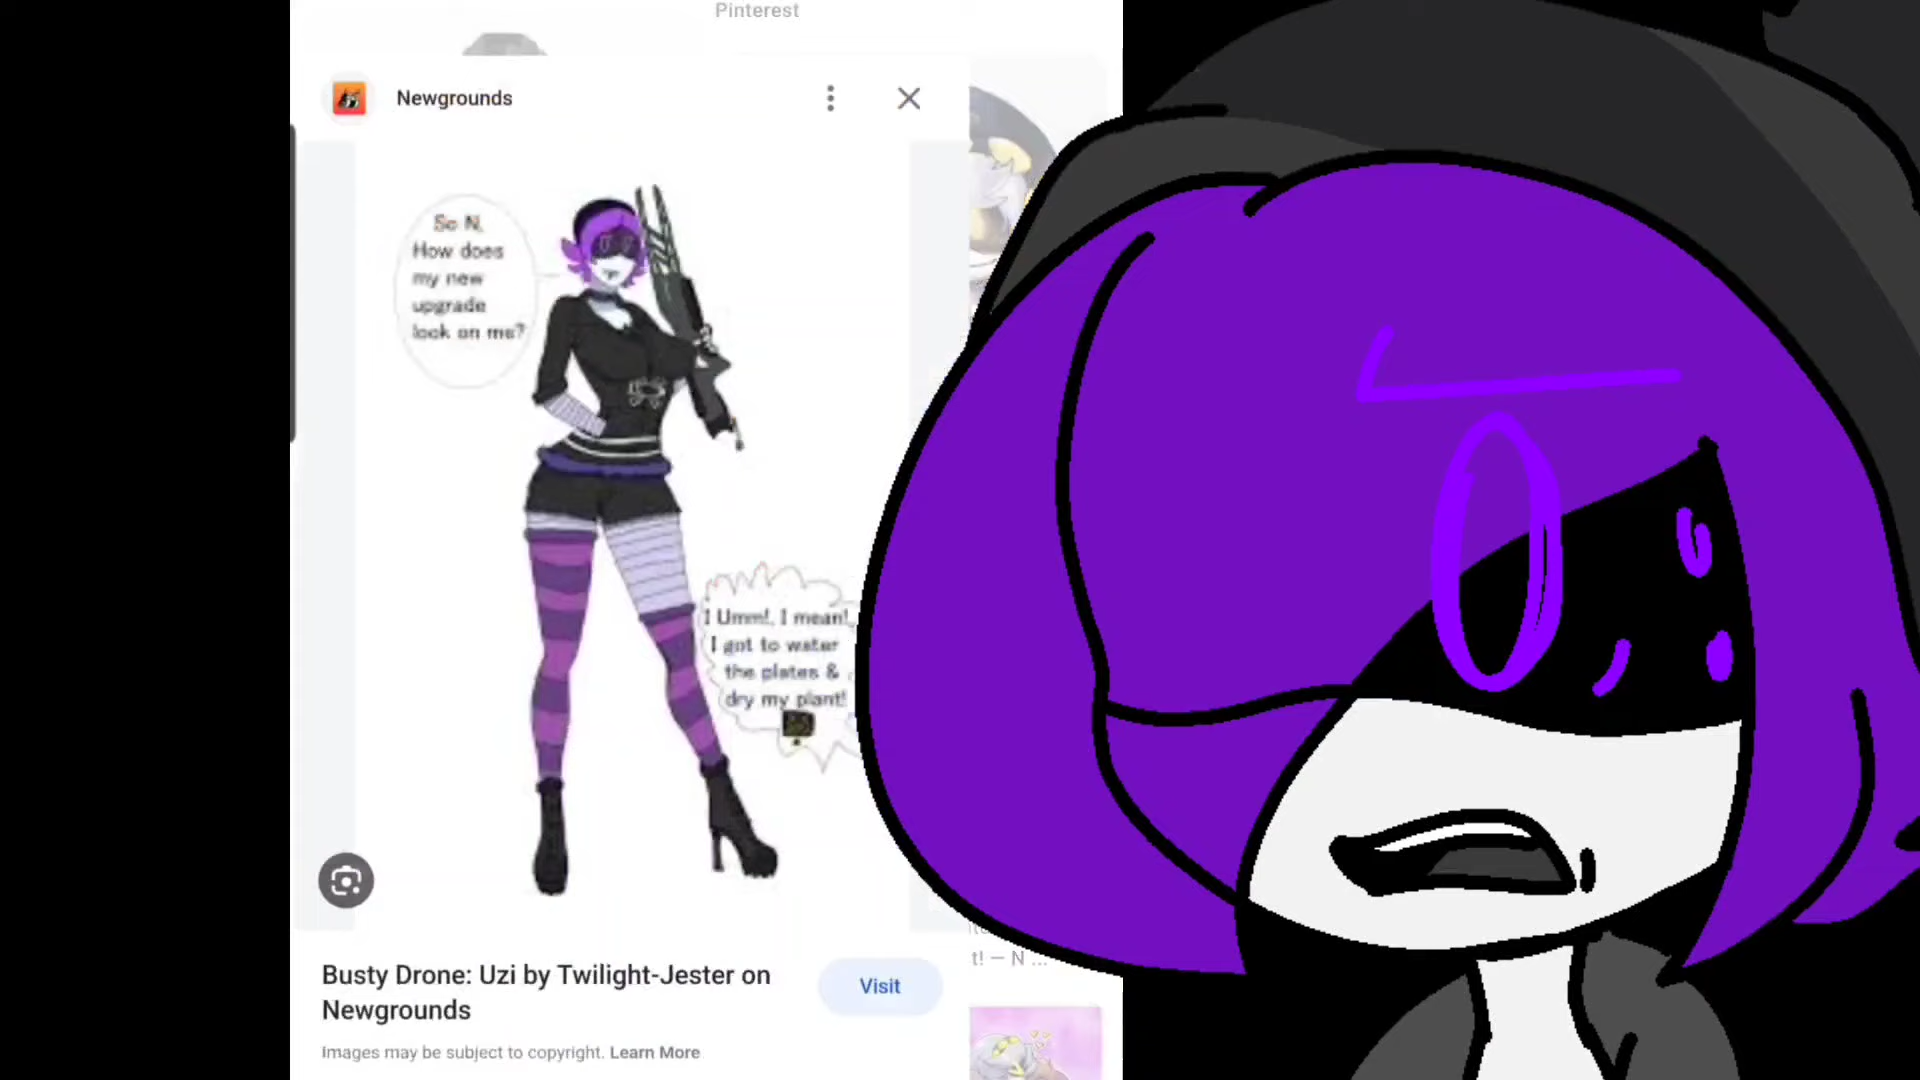 Pinterest
Newgrounds
So N,
How does
my new
upgrade
look on me?
I Umm!, I mean!,
I got to water
the plates &
dry my plant!
t! — N ...
Busty Drone: Uzi by Twilight-Jester on
Newgrounds
Visit
Images may be subject to copyright. Learn More